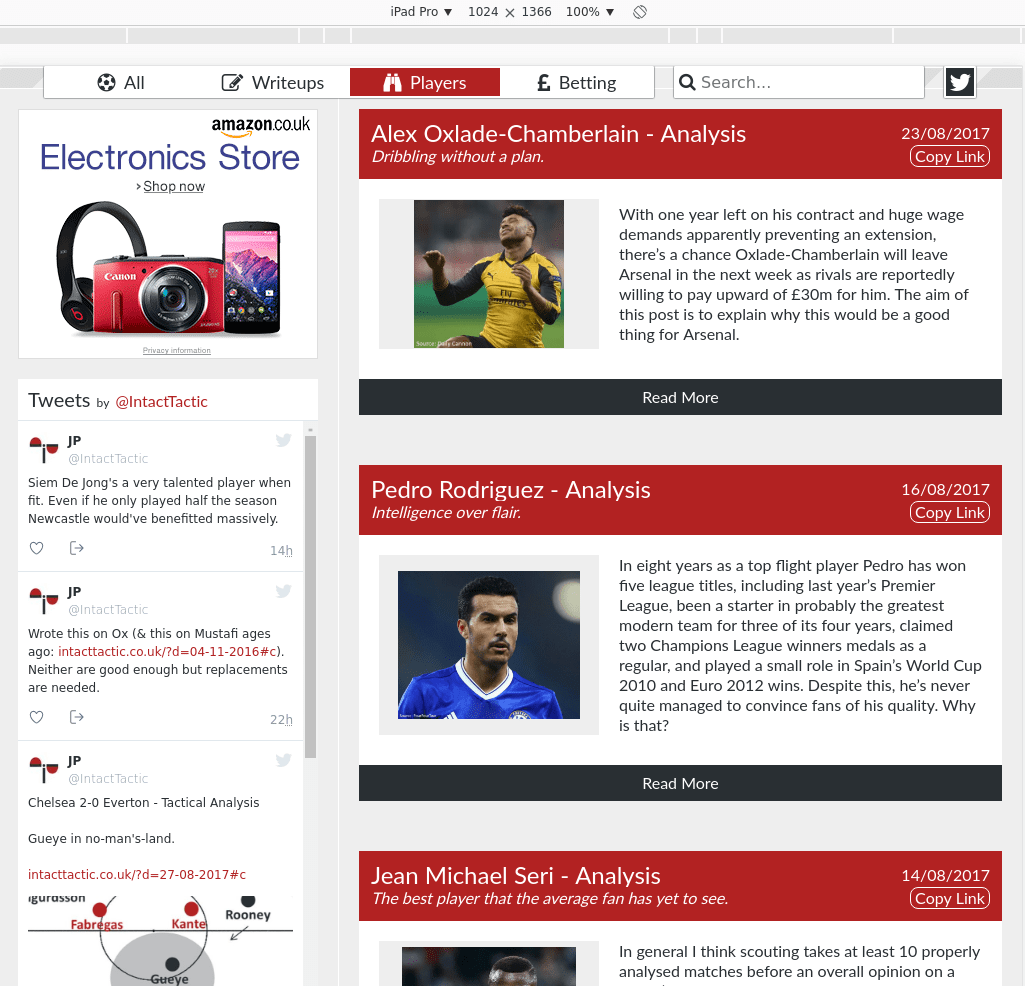 iPad Pro ▼ 1024 × 1366 100% ▼
All
Writeups
Players
£ Betting
Search...
amazon.co.uk
Electronics Store
› Shop now
Canon
Privacy information
Tweets by @IntactTactic
JP
@IntactTactic
Siem De Jong's a very talented player when
fit. Even if he only played half the season
Newcastle would've benefitted massively.
14h
JP
@IntactTactic
Wrote this on Ox (& this on Mustafi ages
ago: intacttactic.co.uk/?d=04-11-2016#c).
Neither are good enough but replacements
are needed.
22h
JP
@IntactTactic
Chelsea 2-0 Everton - Tactical Analysis
Gueye in no-man's-land.
intacttactic.co.uk/?d=27-08-2017#c
igurdsson
Rooney
Fabregas
Kante
Gueye
Alex Oxlade-Chamberlain - Analysis
23/08/2017
Dribbling without a plan.
Copy Link
Source: Daily Cannon
With one year left on his contract and huge wage
demands apparently preventing an extension,
there’s a chance Oxlade-Chamberlain will leave
Arsenal in the next week as rivals are reportedly
willing to pay upward of £30m for him. The aim of
this post is to explain why this would be a good
thing for Arsenal.
Read More
Pedro Rodriguez - Analysis
16/08/2017
Intelligence over flair.
Copy Link
In eight years as a top flight player Pedro has won
five league titles, including last year’s Premier
League, been a starter in probably the greatest
modern team for three of its four years, claimed
two Champions League winners medals as a
regular, and played a small role in Spain’s World Cup
2010 and Euro 2012 wins. Despite this, he’s never
quite managed to convince fans of his quality. Why
is that?
Read More
Jean Michael Seri - Analysis
14/08/2017
The best player that the average fan has yet to see.
Copy Link
In general I think scouting takes at least 10 properly
analysed matches before an overall opinion on a